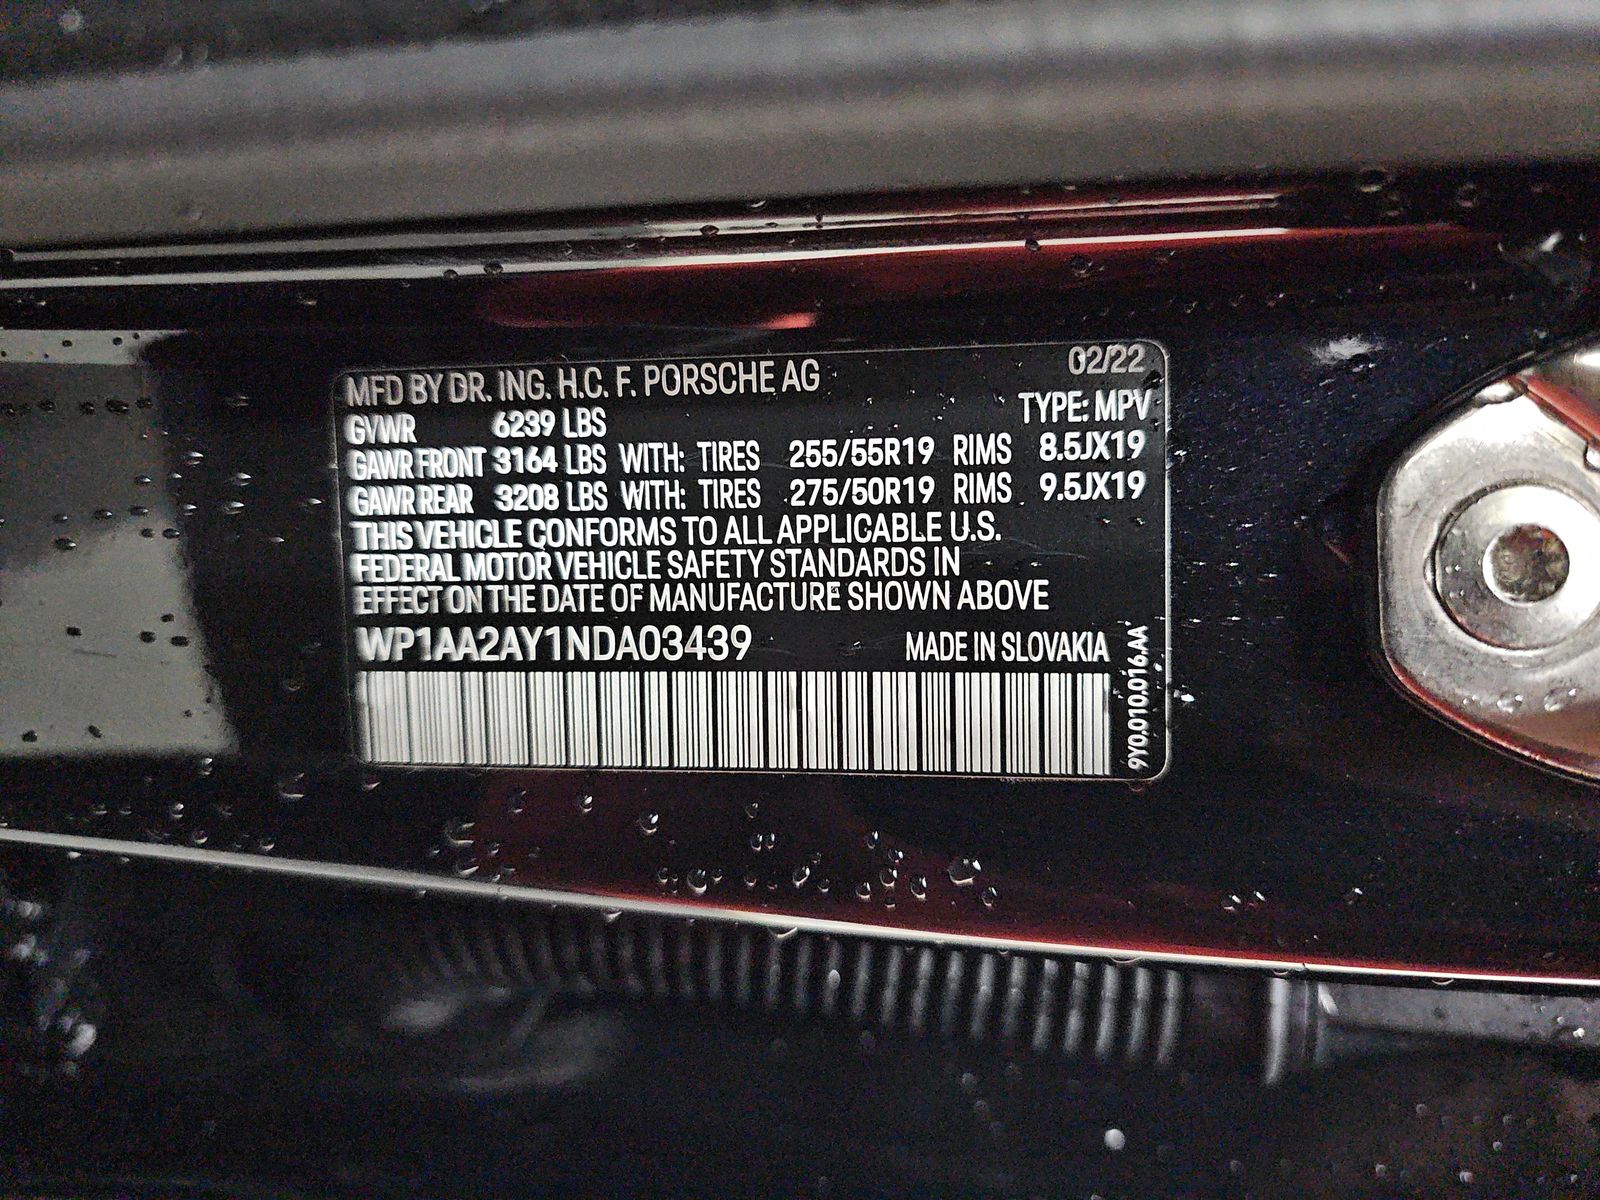 MFD BY DR. ING. H.C. F. PORSCHE AG 02/22
GVWR 6239 LBS TYPE: MPV
GAWR FRONT 3164 LBS WITH: TIRES 255/55R19 RIMS 8.5JX19
GAWR REAR 3208 LBS WITH: TIRES 275/50R19 RIMS 9.5JX19
THIS VEHICLE CONFORMS TO ALL APPLICABLE U.S.
FEDERAL MOTOR VEHICLE SAFETY STANDARDS IN
EFFECT ON THE DATE OF MANUFACTURE SHOWN ABOVE
WP1AA2AY1NDA03439 MADE IN SLOVAKIA
9Y0.010.016.AA